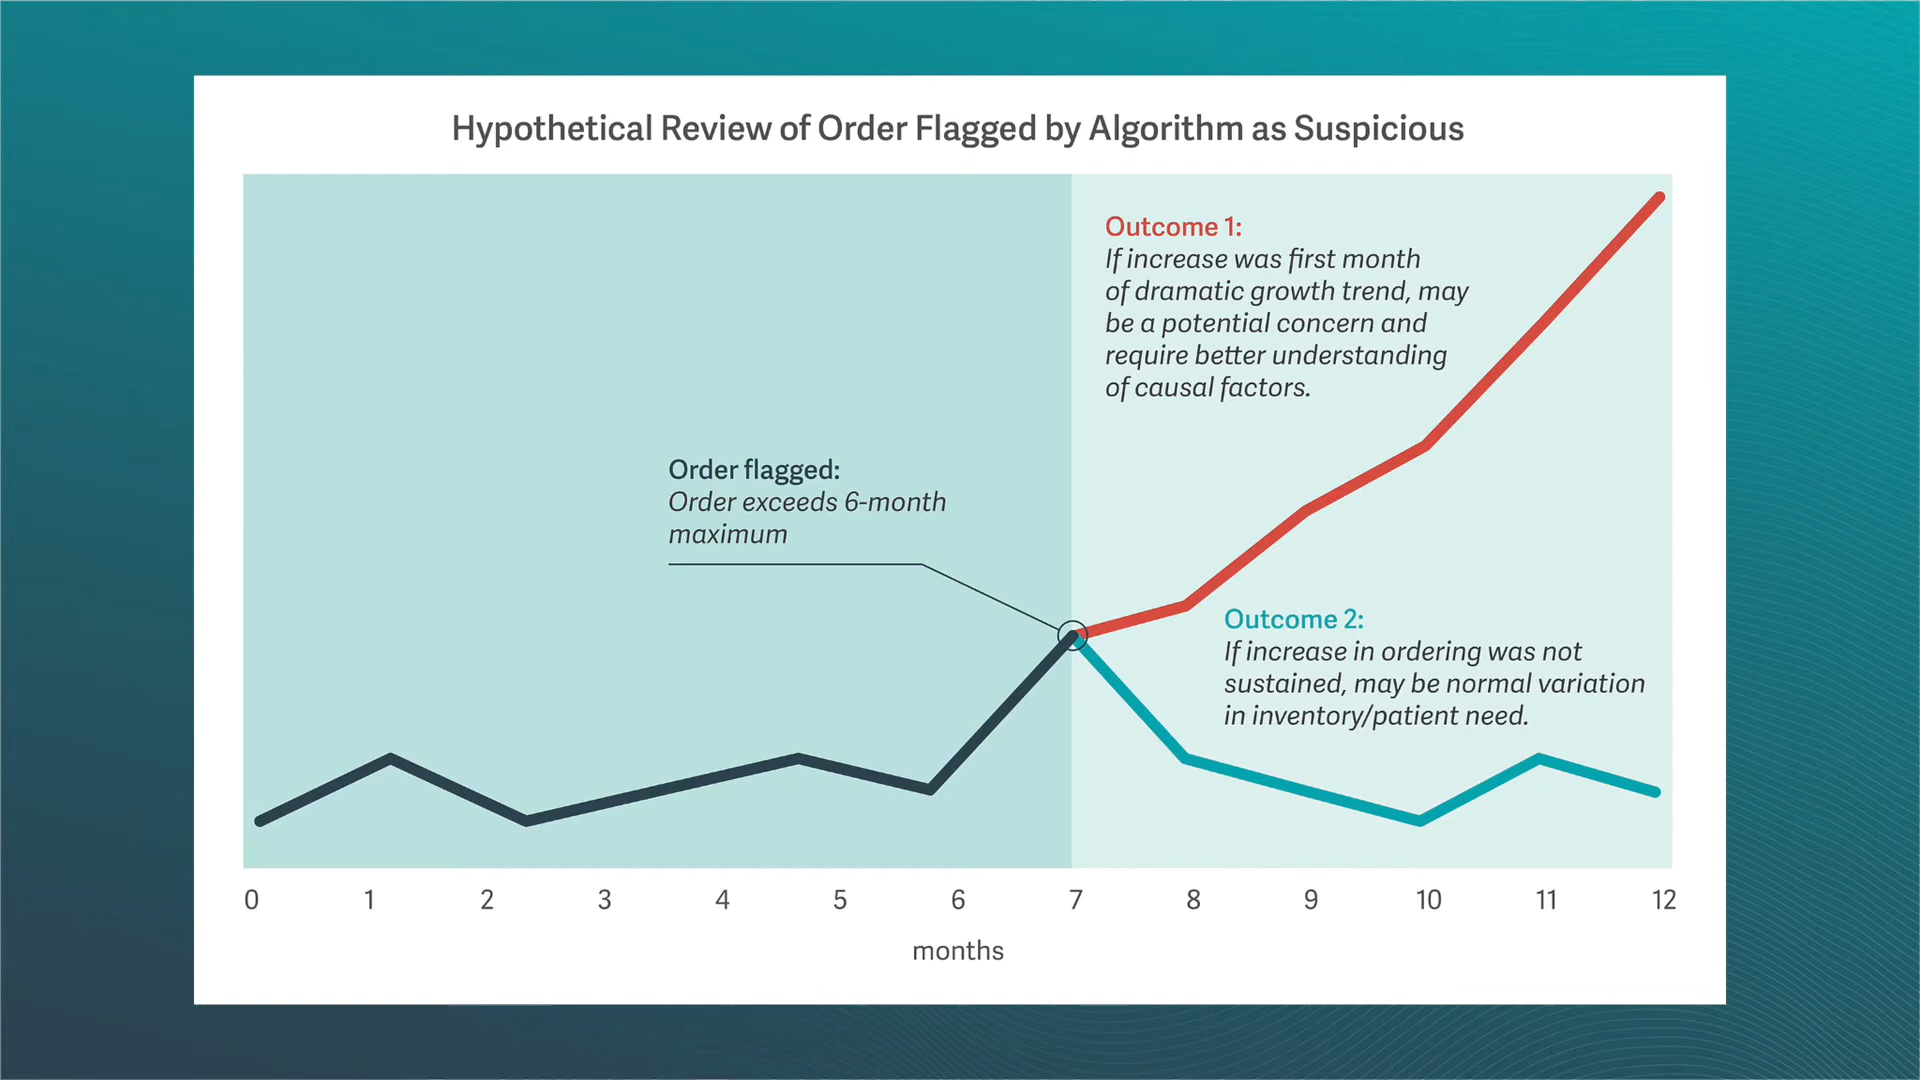 Hypothetical Review of Order Flagged by Algorithm as Suspicious
Outcome 1:
If increase was first month
of dramatic growth trend, may
be a potential concern and
require better understanding
of causal factors.
Order flagged:
Order exceeds 6-month
maximum
Outcome 2:
If increase in ordering was not
sustained, may be normal variation
in inventory/patient need.
0 1 2 3 4 5 6 7 8 9 10 11 12
months